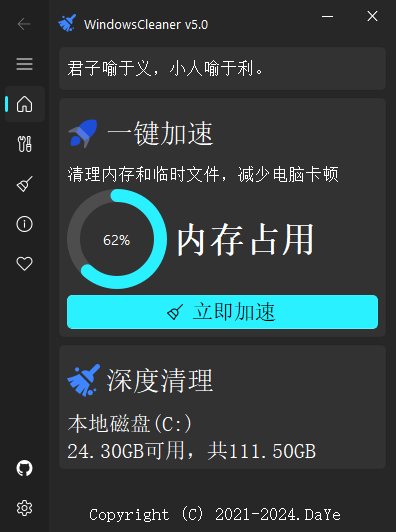 WindowsCleaner v5.0
君子喻于义，小人喻于利。
一键加速
清理内存和临时文件，减少电脑卡顿
62%
内存占用
立即加速
深度清理
本地磁盘(C:)
24.30GB可用，共111.50GB
Copyright (C) 2021-2024.DaYe